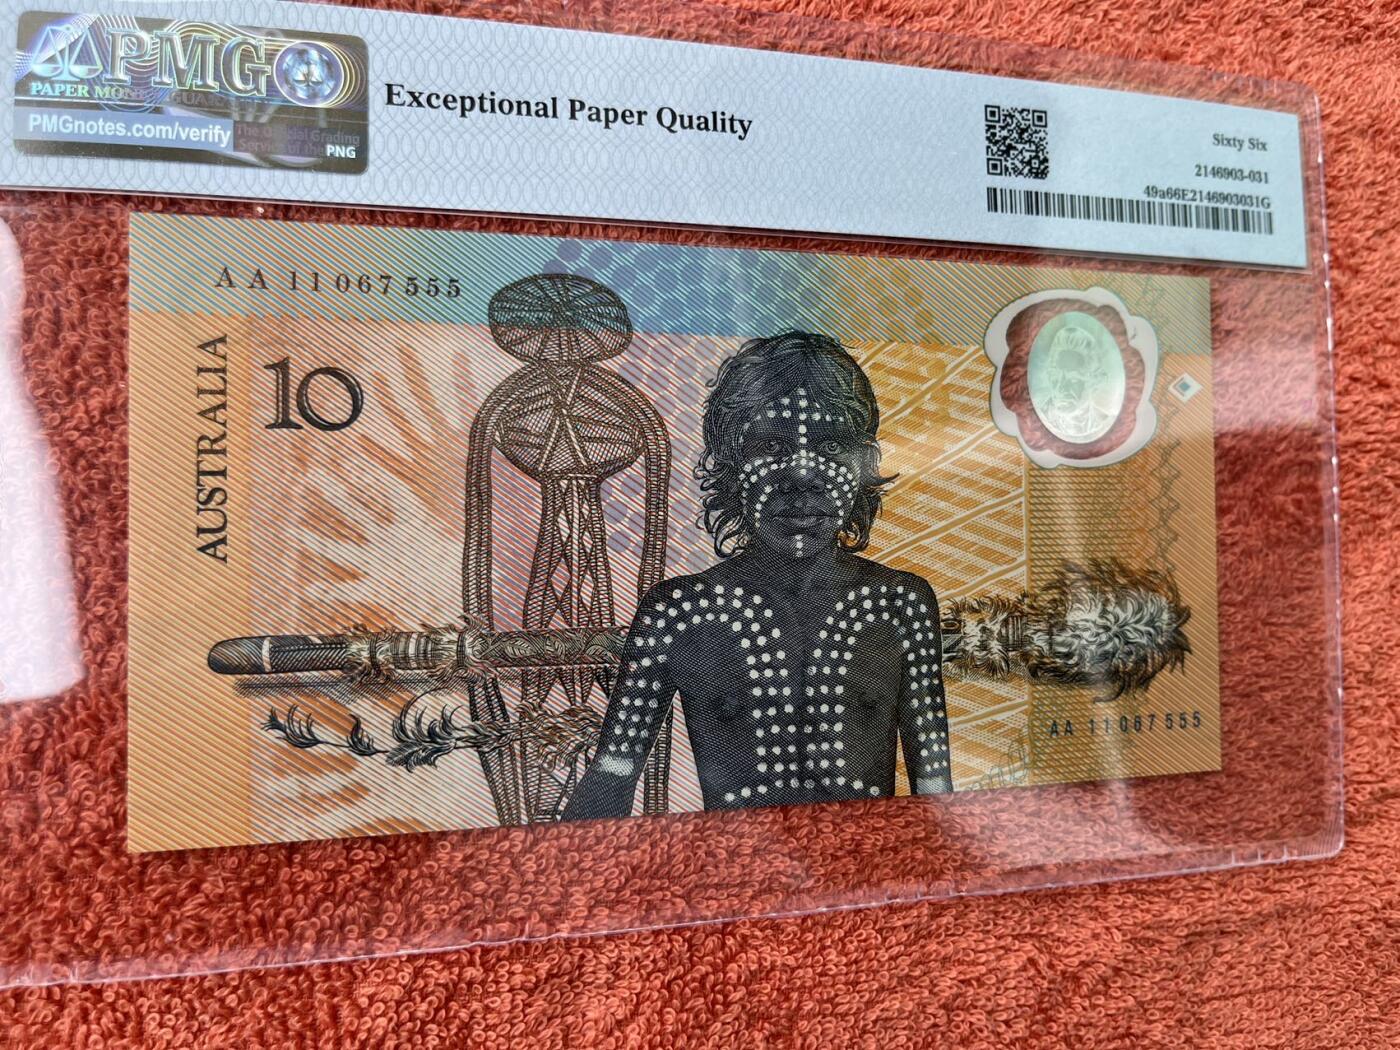 PMG
PAPER MONEY GUARANTY
PMGnotes.com/verify
The Official Grading
Service of the PNG
Exceptional Paper Quality
Sixty Six
2146903-031
49a66E2146903031G
AA 11067555
AUSTRALIA
10
AA 11067555